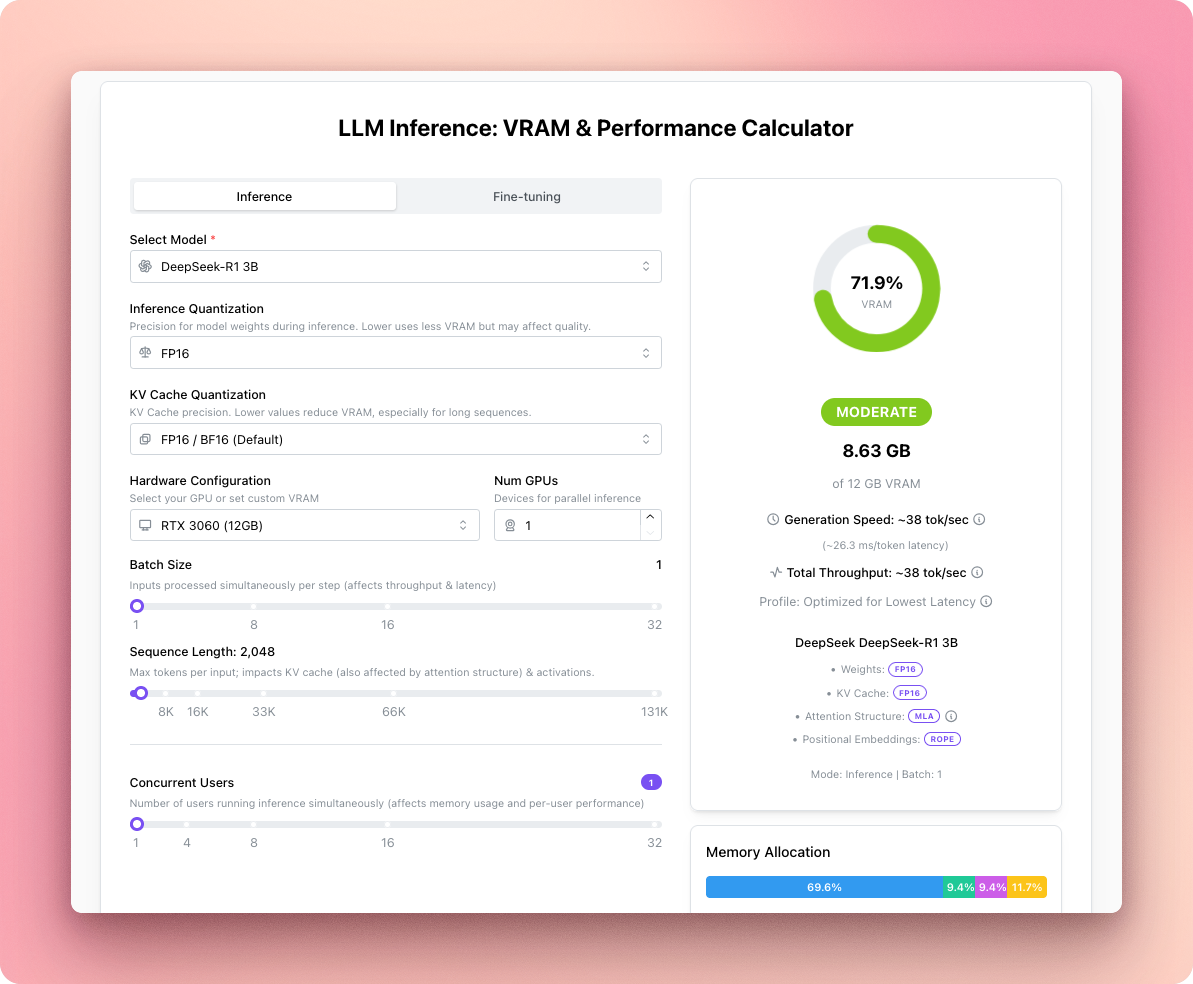 LLM Inference: VRAM & Performance Calculator
Inference
Fine-tuning
Select Model *
DeepSeek-R1 3B
Inference Quantization
Precision for model weights during inference. Lower uses less VRAM but may affect quality.
FP16
KV Cache Quantization
KV Cache precision. Lower values reduce VRAM, especially for long sequences.
FP16 / BF16 (Default)
Hardware Configuration
Select your GPU or set custom VRAM
RTX 3060 (12GB)
Num GPUs
Devices for parallel inference
1
Batch Size
1
Inputs processed simultaneously per step (affects throughput & latency)
1 8 16 32
Sequence Length: 2,048
Max tokens per input; impacts KV cache (also affected by attention structure) & activations.
8K 16K 33K 66K 131K
Concurrent Users
1
Number of users running inference simultaneously (affects memory usage and per-user performance)
1 4 8 16 32
71.9%
VRAM
MODERATE
8.63 GB
of 12 GB VRAM
Generation Speed: ~38 tok/sec
(~26.3 ms/token latency)
Total Throughput: ~38 tok/sec
Profile: Optimized for Lowest Latency
DeepSeek DeepSeek-R1 3B
• Weights: FP16
• KV Cache: FP16
• Attention Structure: MLA
• Positional Embeddings: ROPE
Mode: Inference | Batch: 1
Memory Allocation
69.6% 9.4% 9.4% 11.7%